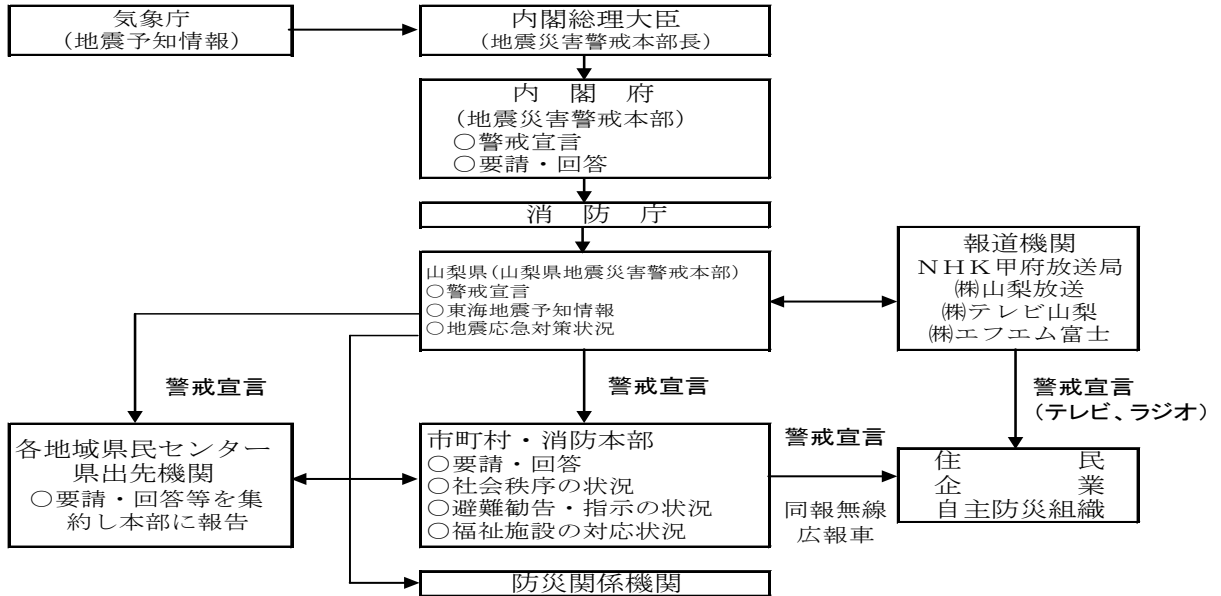 気象庁
(地震予知情報)
内閣総理大臣
(地震災害警戒本部長)
内　閣　府
(地震災害警戒本部)
○警戒宣言
○要請・回答
消　防　庁
山梨県(山梨県地震災害警戒本部)
○警戒宣言
○東海地震予知情報
○地震応急対策状況
報道機関
ＮＨＫ甲府放送局
㈱山梨放送
㈱テレビ山梨
㈱エフエム富士
警戒宣言
警戒宣言
警戒宣言
(テレビ、ラジオ)
各地域県民センター
県出先機関
○要請・回答等を集
約し本部に報告
市町村・消防本部
○要請・回答
○社会秩序の状況
○避難勧告・指示の状況
○福祉施設の対応状況
警戒宣言
同報無線
広報車
住　　　民
企　　　業
自主防災組織
防災関係機関